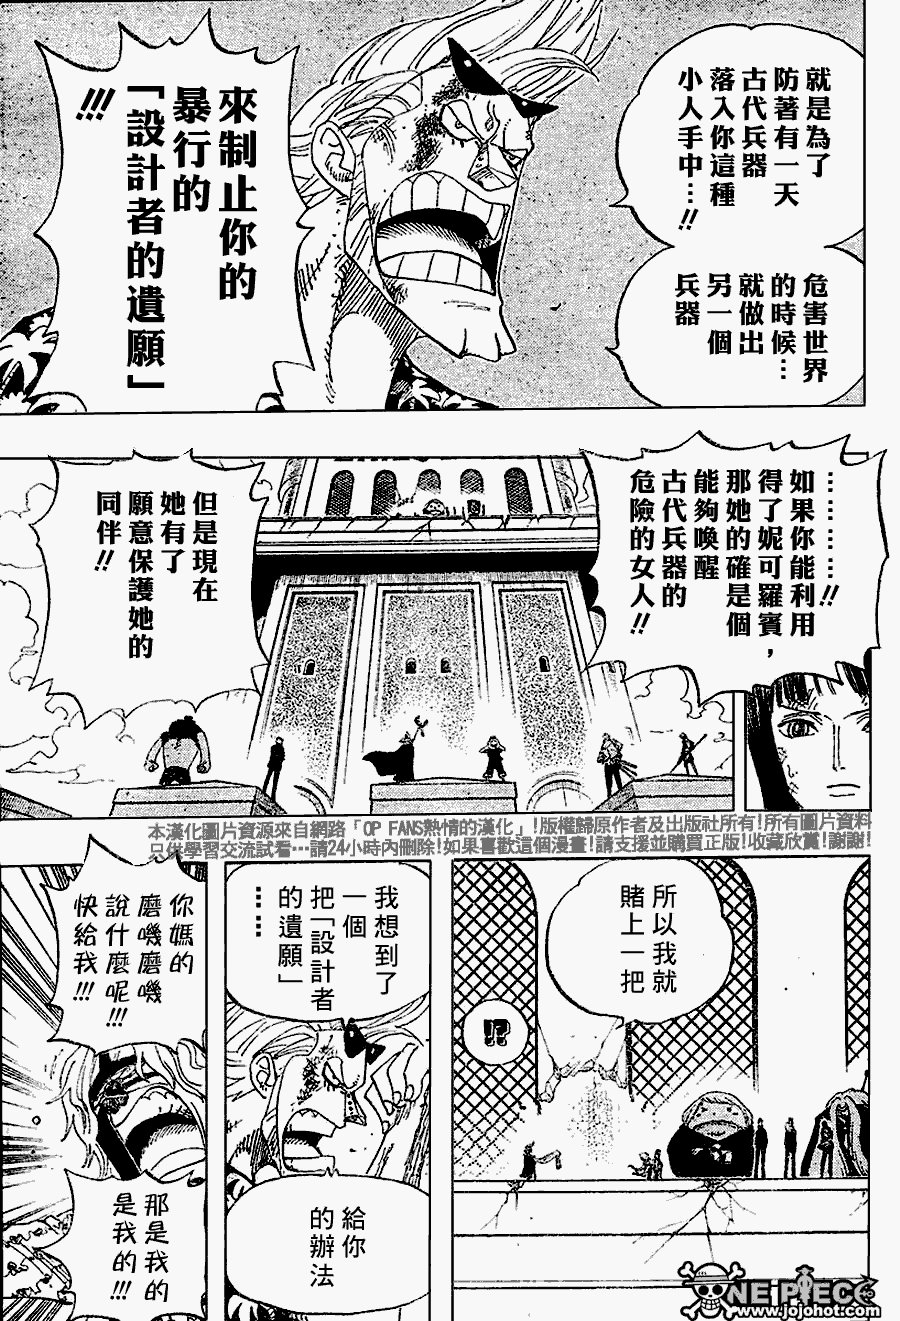 就是為了
防著有一天
古代兵器
落入你這種
小人手中…!!
危害世界
的時候…
就做出
另一個
兵器
來制止你的
暴行的
「設計者的遺願」
!!!
…………!!
如果你能利用
得了妮可羅賓，
那她的確是個
能夠喚醒
古代兵器的
危險的女人!!
但是現在
她有了
願意保護她的
同伴!!
本漢化圖片資源來自網路「OP FANS熱情的漢化」!版權歸原作者及出版社所有!所有圖片資料
只供學習交流試看…請24小時內刪除!如果喜歡這個漫畫!請支援並購買正版!收藏欣賞!謝謝!
所以我就
賭上一把
!?
我想到了
一個
把「設計者
的遺願」
……
給你
的辦法
你媽的
磨嘰磨嘰
說什麼呢!!!
快給我!!!
那是我的
是我的!!!
ONE PIECE
www.jojohot.com